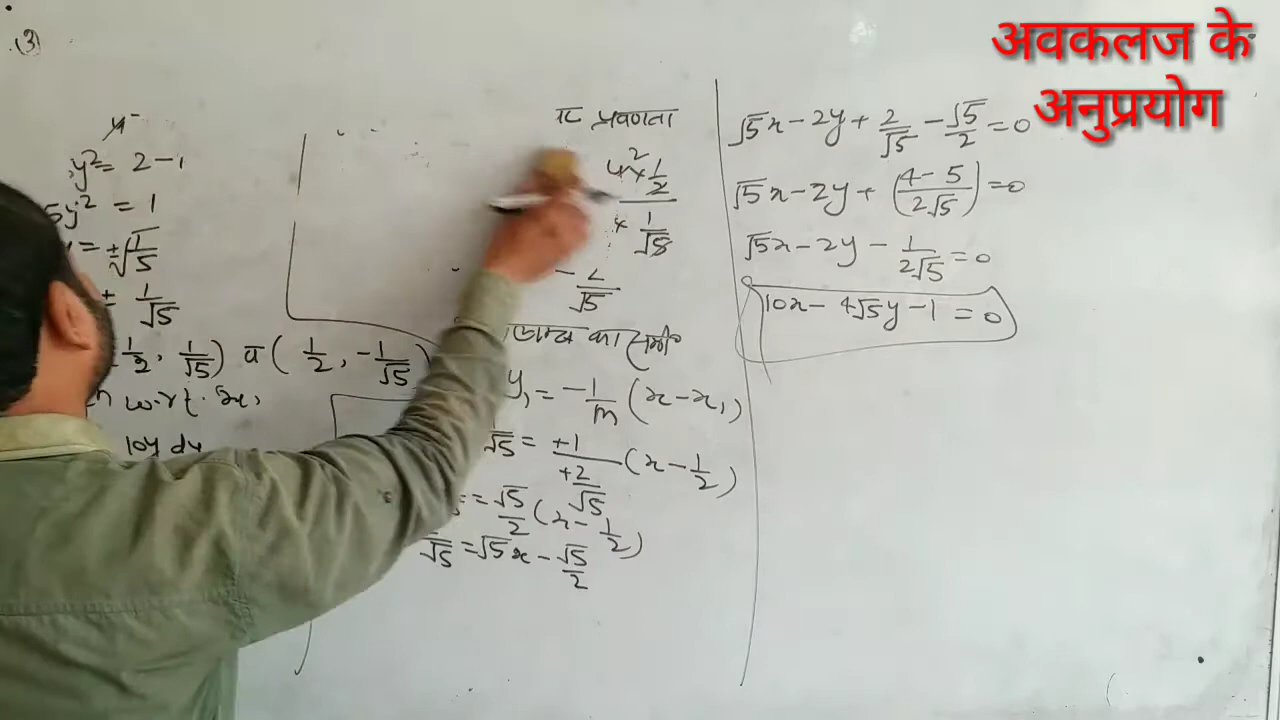 अवकलज के
अनुप्रयोग
(3)
y² = 2 - 1
5y² = 1
= ±√1/5
± 1/√5
1/2, 1/√5) व (1/2, -1/√5)
w.r.t. x,
10y dy
प्रवणता
4x² 1/2
1/√5
- 2/√5
का समी
y₁ = -1/m (x - x₁)
√5 = +1/(+2/√5) (x - 1/2)
= √5/2 (x - 1/2)
√5 = √5x - √5/2
√5x - 2y + 2/√5 - √5/2 = 0
√5x - 2y + (4 - 5/2√5) = 0
√5x - 2y - 1/2√5 = 0
10x - 4√5y - 1 = 0